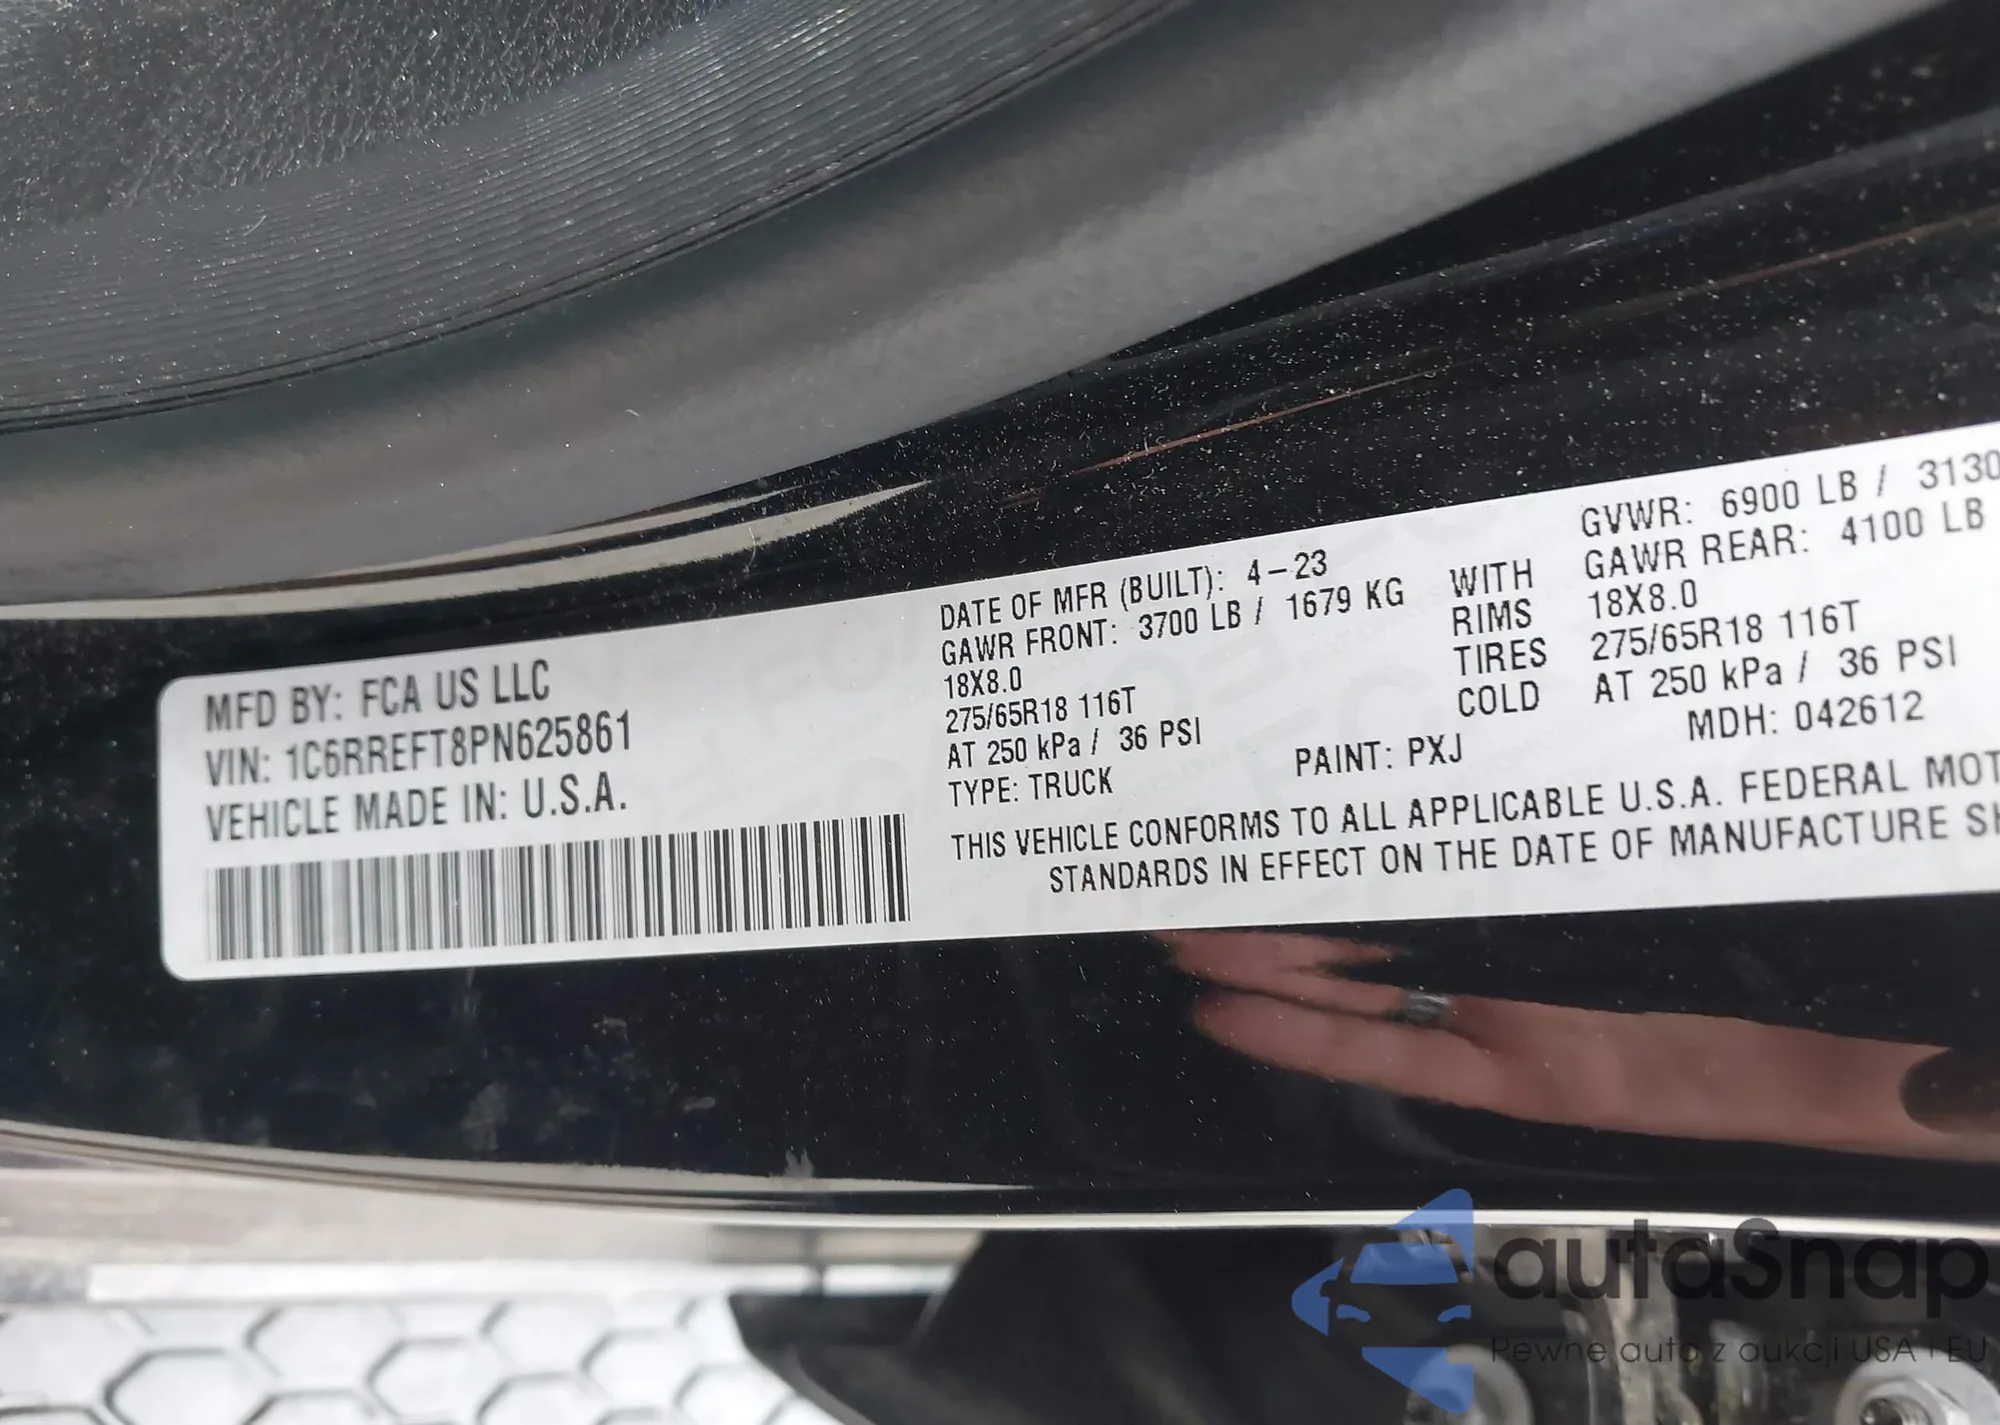 MFD BY: FCA US LLC
VIN: 1C6RREFT8PN625861
VEHICLE MADE IN: U.S.A.
DATE OF MFR (BUILT): 4-23 GVWR: 6900 LB / 3130
GAWR FRONT: 3700 LB / 1679 KG WITH GAWR REAR: 4100 LB
18X8.0 RIMS 18X8.0
275/65R18 116T TIRES 275/65R18 116T
AT 250 kPa / 36 PSI COLD AT 250 kPa / 36 PSI
TYPE: TRUCK PAINT: PXJ MDH: 042612
THIS VEHICLE CONFORMS TO ALL APPLICABLE U.S.A. FEDERAL MOT
STANDARDS IN EFFECT ON THE DATE OF MANUFACTURE SH
autaSnap
Pewne auta z aukcji USA i EU